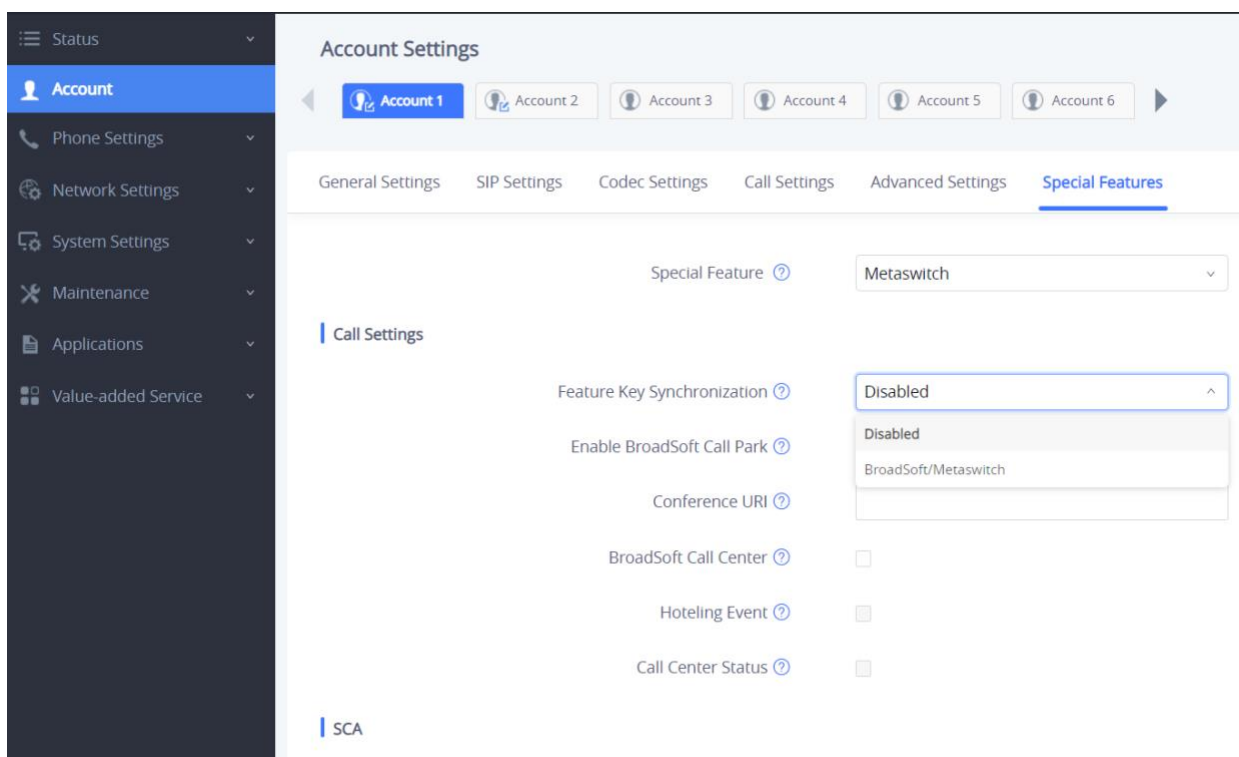 Status
Account
Phone Settings
Network Settings
System Settings
Maintenance
Applications
Value-added Service
Account Settings
Account 1 Account 2 Account 3 Account 4 Account 5 Account 6
General Settings SIP Settings Codec Settings Call Settings Advanced Settings Special Features
Special Feature ? Metaswitch
Call Settings
Feature Key Synchronization ? Disabled
Disabled
Enable BroadSoft Call Park ?
BroadSoft/Metaswitch
Conference URI ?
BroadSoft Call Center ?
Hoteling Event ?
Call Center Status ?
SCA